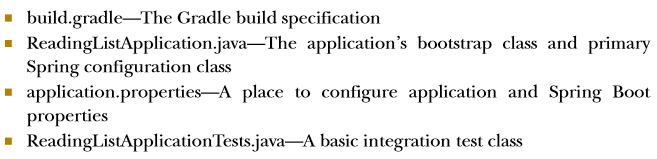 ■ build.gradle—The Gradle build specification
■ ReadingListApplication.java—The application’s bootstrap class and primary
Spring configuration class
■ application.properties—A place to configure application and Spring Boot
properties
■ ReadingListApplicationTests.java—A basic integration test class